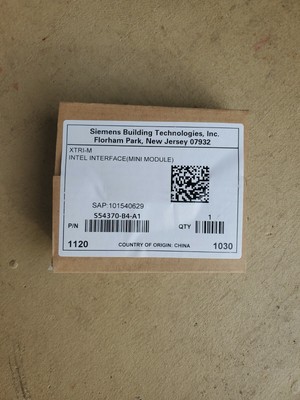 Siemens Building Technologies, Inc.
Florham Park, New Jersey 07932
XTRI-M
INTEL INTERFACE(MINI MODULE)
SAP:101540629
S54370-B4-A1
P/N
QTY
1
1120
COUNTRY OF ORIGIN: CHINA
1030